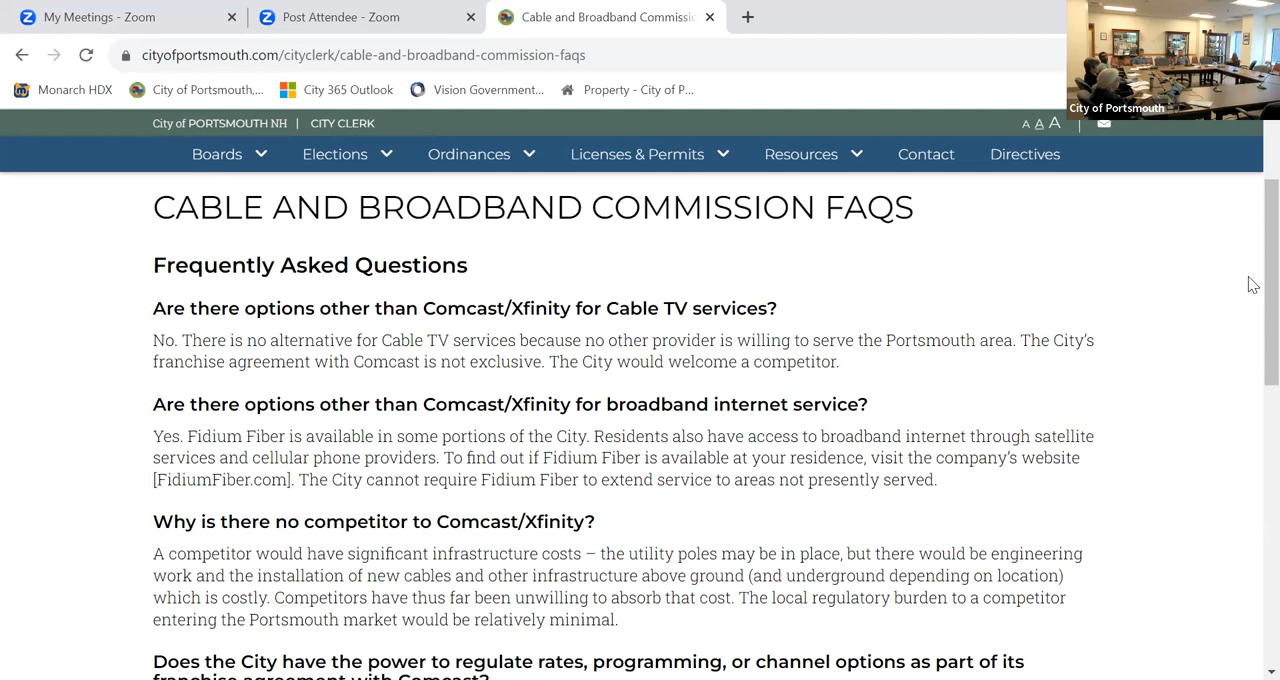 My Meetings - Zoom
Post Attendee - Zoom
Cable and Broadband Commissic
cityofportsmouth.com/cityclerk/cable-and-broadband-commission-faqs
Monarch HDX
City of Portsmouth,...
City 365 Outlook
Vision Government...
Property - City of P...
City of Portsmouth
City of PORTSMOUTH NH | CITY CLERK
A A A |
Boards Elections Ordinances Licenses & Permits Resources Contact Directives
CABLE AND BROADBAND COMMISSION FAQS
Frequently Asked Questions
Are there options other than Comcast/Xfinity for Cable TV services?
No. There is no alternative for Cable TV services because no other provider is willing to serve the Portsmouth area. The City's
franchise agreement with Comcast is not exclusive. The City would welcome a competitor.
Are there options other than Comcast/Xfinity for broadband internet service?
Yes. Fidium Fiber is available in some portions of the City. Residents also have access to broadband internet through satellite
services and cellular phone providers. To find out if Fidium Fiber is available at your residence, visit the company's website
[FidiumFiber.com]. The City cannot require Fidium Fiber to extend service to areas not presently served.
Why is there no competitor to Comcast/Xfinity?
A competitor would have significant infrastructure costs – the utility poles may be in place, but there would be engineering
work and the installation of new cables and other infrastructure above ground (and underground depending on location)
which is costly. Competitors have thus far been unwilling to absorb that cost. The local regulatory burden to a competitor
entering the Portsmouth market would be relatively minimal.
Does the City have the power to regulate rates, programming, or channel options as part of its
franchise agreement with Comcast?